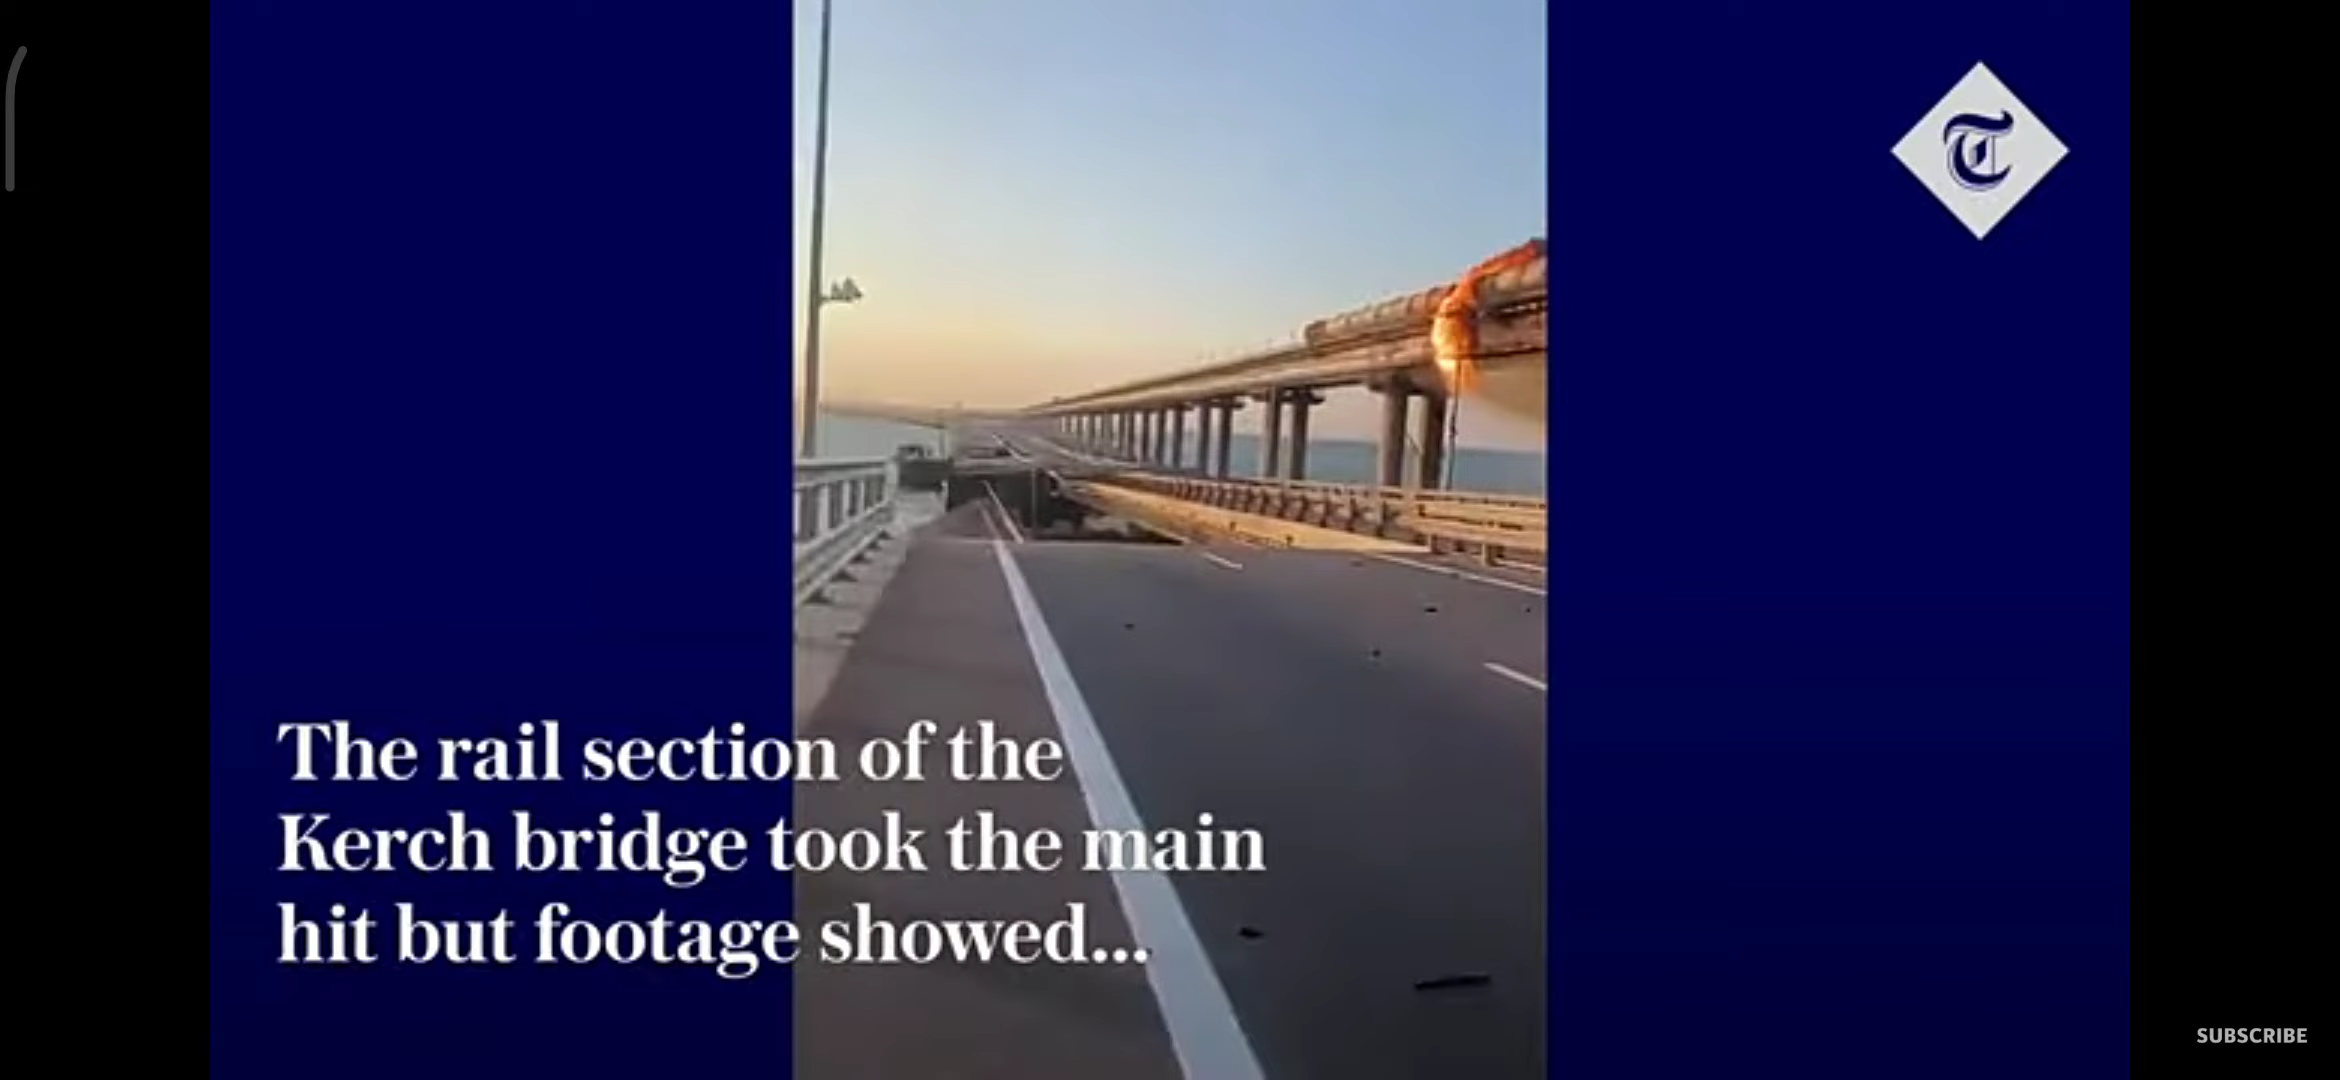 T
The rail section of the
Kerch bridge took the main
hit but footage showed...
SUBSCRIBE